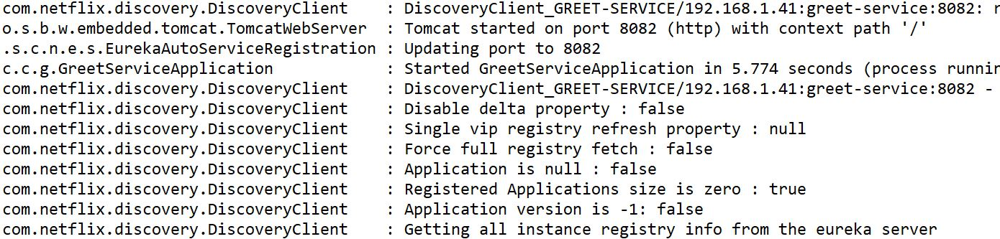 com.netflix.discovery.DiscoveryClient : DiscoveryClient_GREET-SERVICE/192.168.1.41:greet-service:8082:
o.s.b.w.embedded.tomcat.TomcatWebServer : Tomcat started on port 8082 (http) with context path '/'
.s.c.n.e.s.EurekaAutoServiceRegistration : Updating port to 8082
c.c.g.GreetServiceApplication : Started GreetServiceApplication in 5.774 seconds (process
com.netflix.discovery.DiscoveryClient : DiscoveryClient_GREET-SERVICE/192.168.1.41:greet-service:8082 -
com.netflix.discovery.DiscoveryClient : Disable delta property : false
com.netflix.discovery.DiscoveryClient : Single vip registry refresh property : null
com.netflix.discovery.DiscoveryClient : Force full registry fetch : false
com.netflix.discovery.DiscoveryClient : Application is null : false
com.netflix.discovery.DiscoveryClient : Registered Applications size is zero : true
com.netflix.discovery.DiscoveryClient : Application version is -1: false
com.netflix.discovery.DiscoveryClient : Getting all instance registry info from the eureka server